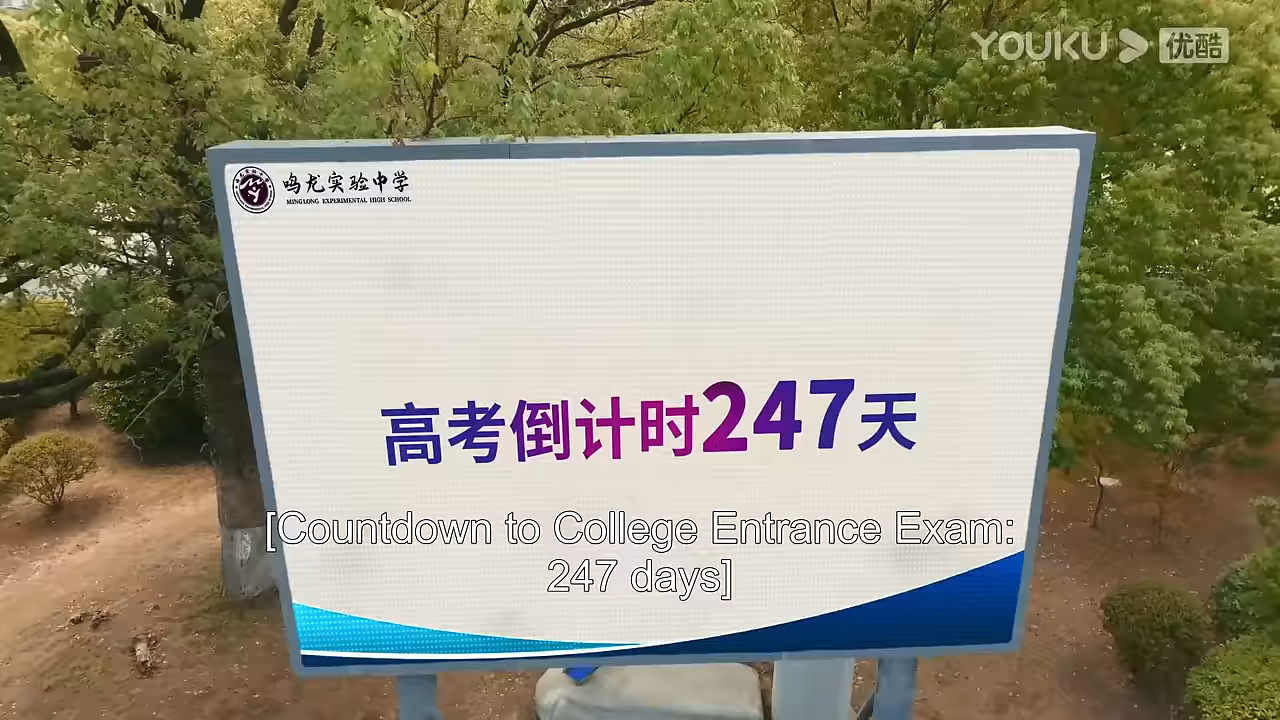 YOUKU 优酷
鸣龙实验中学
MINGLONG EXPERIMENTAL HIGH SCHOOL
高考倒计时247天
[Countdown to College Entrance Exam:
247 days]